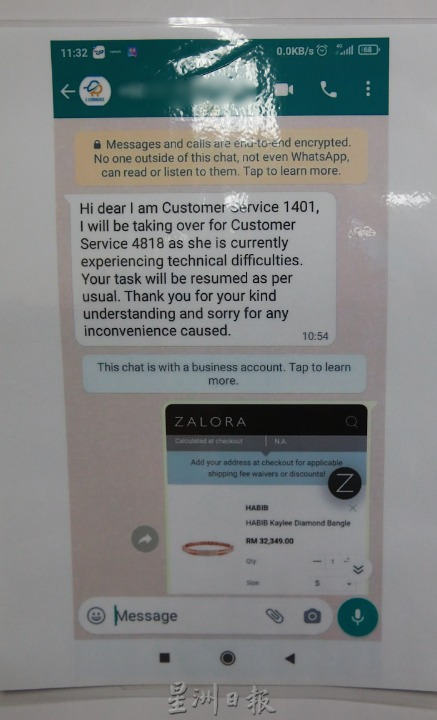 11:32
0.0KB/s
4G
68
Messages and calls are end-to-end encrypted.
No one outside of this chat, not even WhatsApp,
can read or listen to them. Tap to learn more.
Hi dear I am Customer Service 1401,
I will be taking over for Customer
Service 4818 as she is currently
experiencing technical difficulties.
Your task will be resumed as per
usual. Thank you for your kind
understanding and sorry for any
inconvenience caused.
10:54
This chat is with a business account. Tap to learn
more.
ZALORA
Calculated at checkout N.A.
Add your address at checkout for applicable
shipping fee waivers or discounts!
Z
HABIB
HABIB Kaylee Diamond Bangle
RM 32,349.00
Qty
1
Size
S
Message
星洲日報